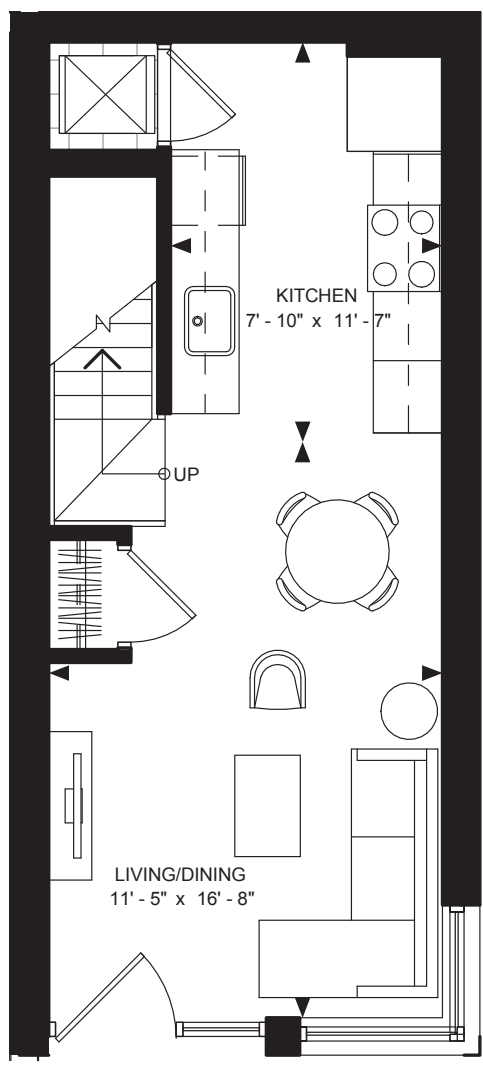 KITCHEN
7' - 10" x 11' - 7"
UP
LIVING/DINING
11' - 5" x 16' - 8"